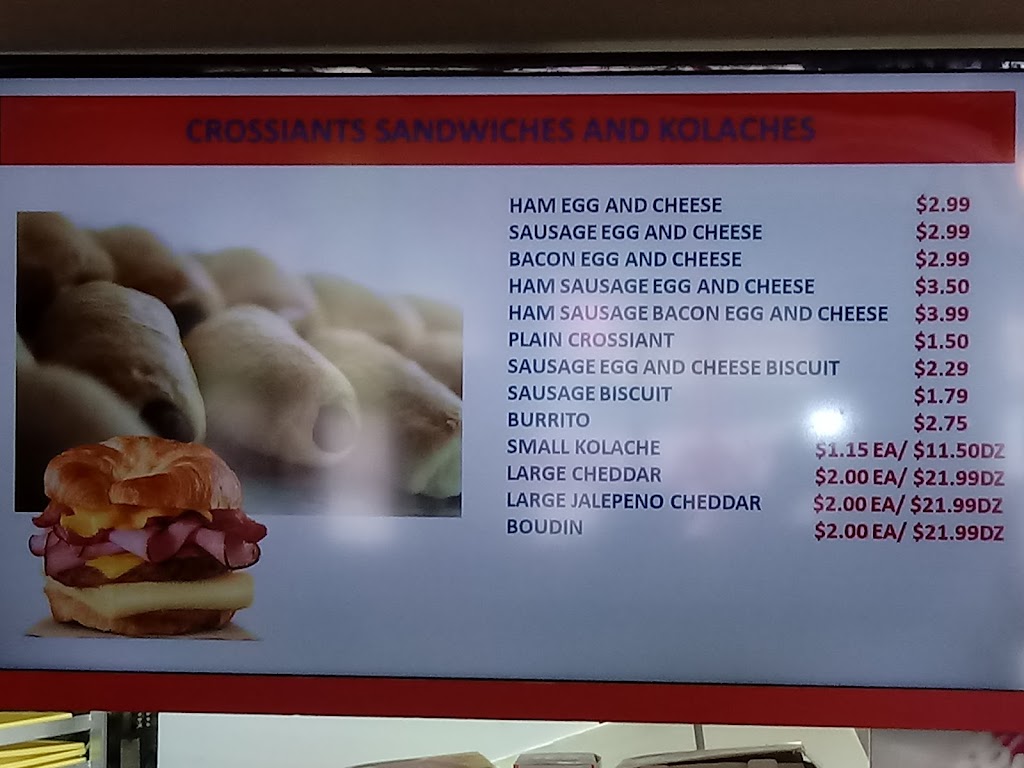 CROSSIANTS SANDWICHES AND KOLACHES
HAM EGG AND CHEESE $2.99
SAUSAGE EGG AND CHEESE $2.99
BACON EGG AND CHEESE $2.99
HAM SAUSAGE EGG AND CHEESE $3.50
HAM SAUSAGE BACON EGG AND CHEESE $3.99
PLAIN CROSSIANT $1.50
SAUSAGE EGG AND CHEESE BISCUIT $2.29
SAUSAGE BISCUIT $1.79
BURRITO $2.75
SMALL KOLACHE $1.15 EA/ $11.50DZ
LARGE CHEDDAR $2.00 EA/ $21.99DZ
LARGE JALEPENO CHEDDAR $2.00 EA/ $21.99DZ
BOUDIN $2.00 EA/ $21.99DZ